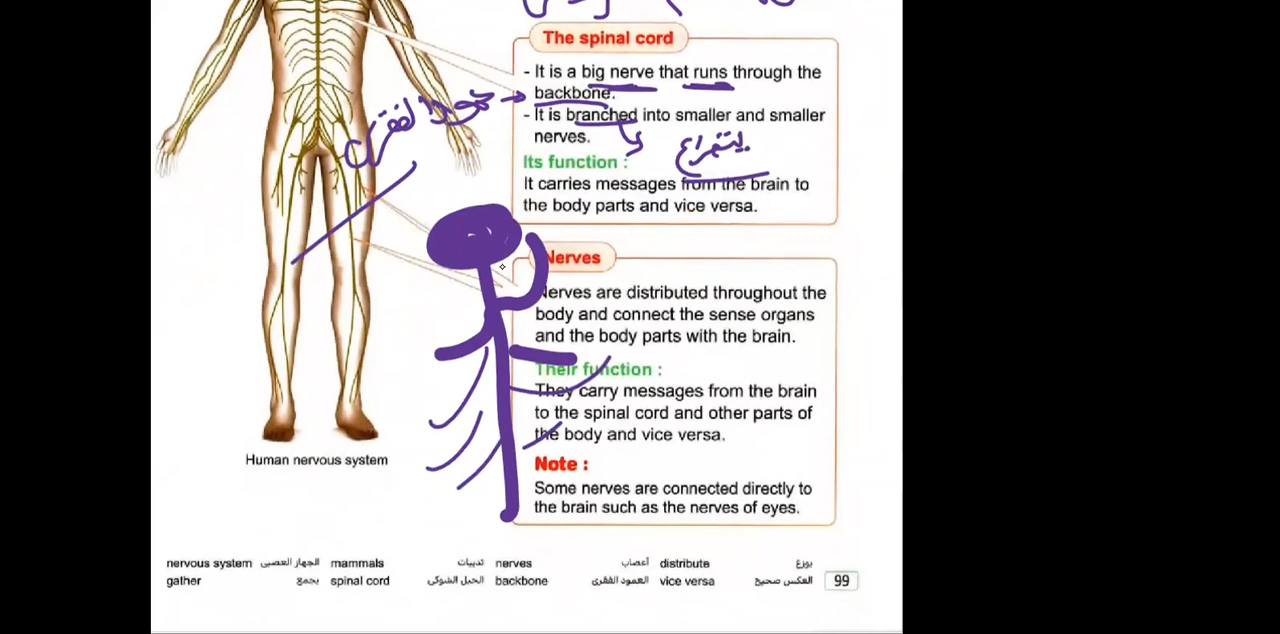 The spinal cord
- It is a big nerve that runs through the
backbone.
العمود الفقرى
- It is branched into smaller and smaller
nerves.
يتفرع
Its function :
It carries messages from the brain to
the body parts and vice versa.
Nerves
Nerves are distributed throughout the
body and connect the sense organs
and the body parts with the brain.
Their function :
They carry messages from the brain
to the spinal cord and other parts of
the body and vice versa.
Note :
Some nerves are connected directly to
the brain such as the nerves of eyes.
Human nervous system
nervous system الجهاز العصبى mammals ثدييات nerves أعصاب distribute يوزع
gather يجمع spinal cord الحبل الشوكى backbone العمود الفقرى vice versa العكس صحيح 99